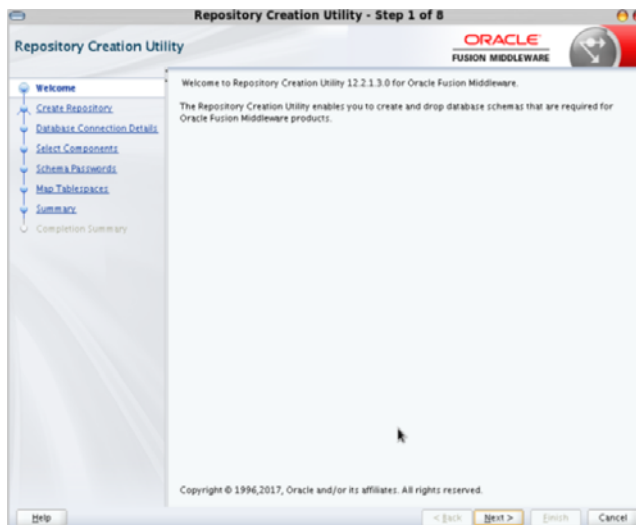 Repository Creation Utility - Step 1 of 8
Repository Creation Utility
ORACLE
FUSION MIDDLEWARE
Welcome
Create Repository
Database Connection Details
Select Components
Schema Passwords
Map Tablespaces
Summary
Completion Summary
Welcome to Repository Creation Utility 12.2.1.3.0 for Oracle Fusion Middleware.
The Repository Creation Utility enables you to create and drop database schemas that are required for
Oracle Fusion Middleware products.
Copyright © 1996,2017, Oracle and/or its affiliates. All rights reserved.
Help
< Back
Next >
Finish
Cancel